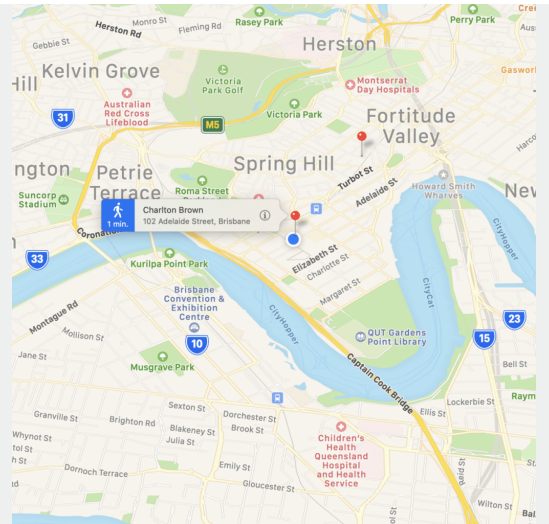 Monro St
Rasey Park
Perry Park
Herston Rd
Fleming Rd
Gebbie St
Herston
Kelvin Grove
Victoria
Park Golf
Montserrat
Day Hospitals
Australian
Red Cross
Lifeblood
31
M5
Victoria Park
Fortitude
Valley
Spring Hill
Petrie
Terrace
Turbot St
Adelaide St
Howard Smith
Wharves
Suncorp
Stadium
Roma Street
1 min.
Charlton Brown
102 Adelaide Street, Brisbane
33
Kurilpa Point Park
Elizabeth St
Charlotte St
Margaret St
CityHopper
CityCat
Brisbane
Convention &
Exhibition
Centre
CityHopper
Montague Rd
Mollison St
10
QUT Gardens
Point Library
23
15
Jane St
Musgrave Park
Captain Cook Bridge
Bell St
Lockerbie St
Ellis St
Sexton St
Dorchester St
Granville St
Brighton Rd
Blakeney St
Brook St
Julia St
Whynot St
Children's
Health
Queensland
Hospital
and Health
Service
Emily St
Dornoch Terrace
Gloucester St
Wilton St